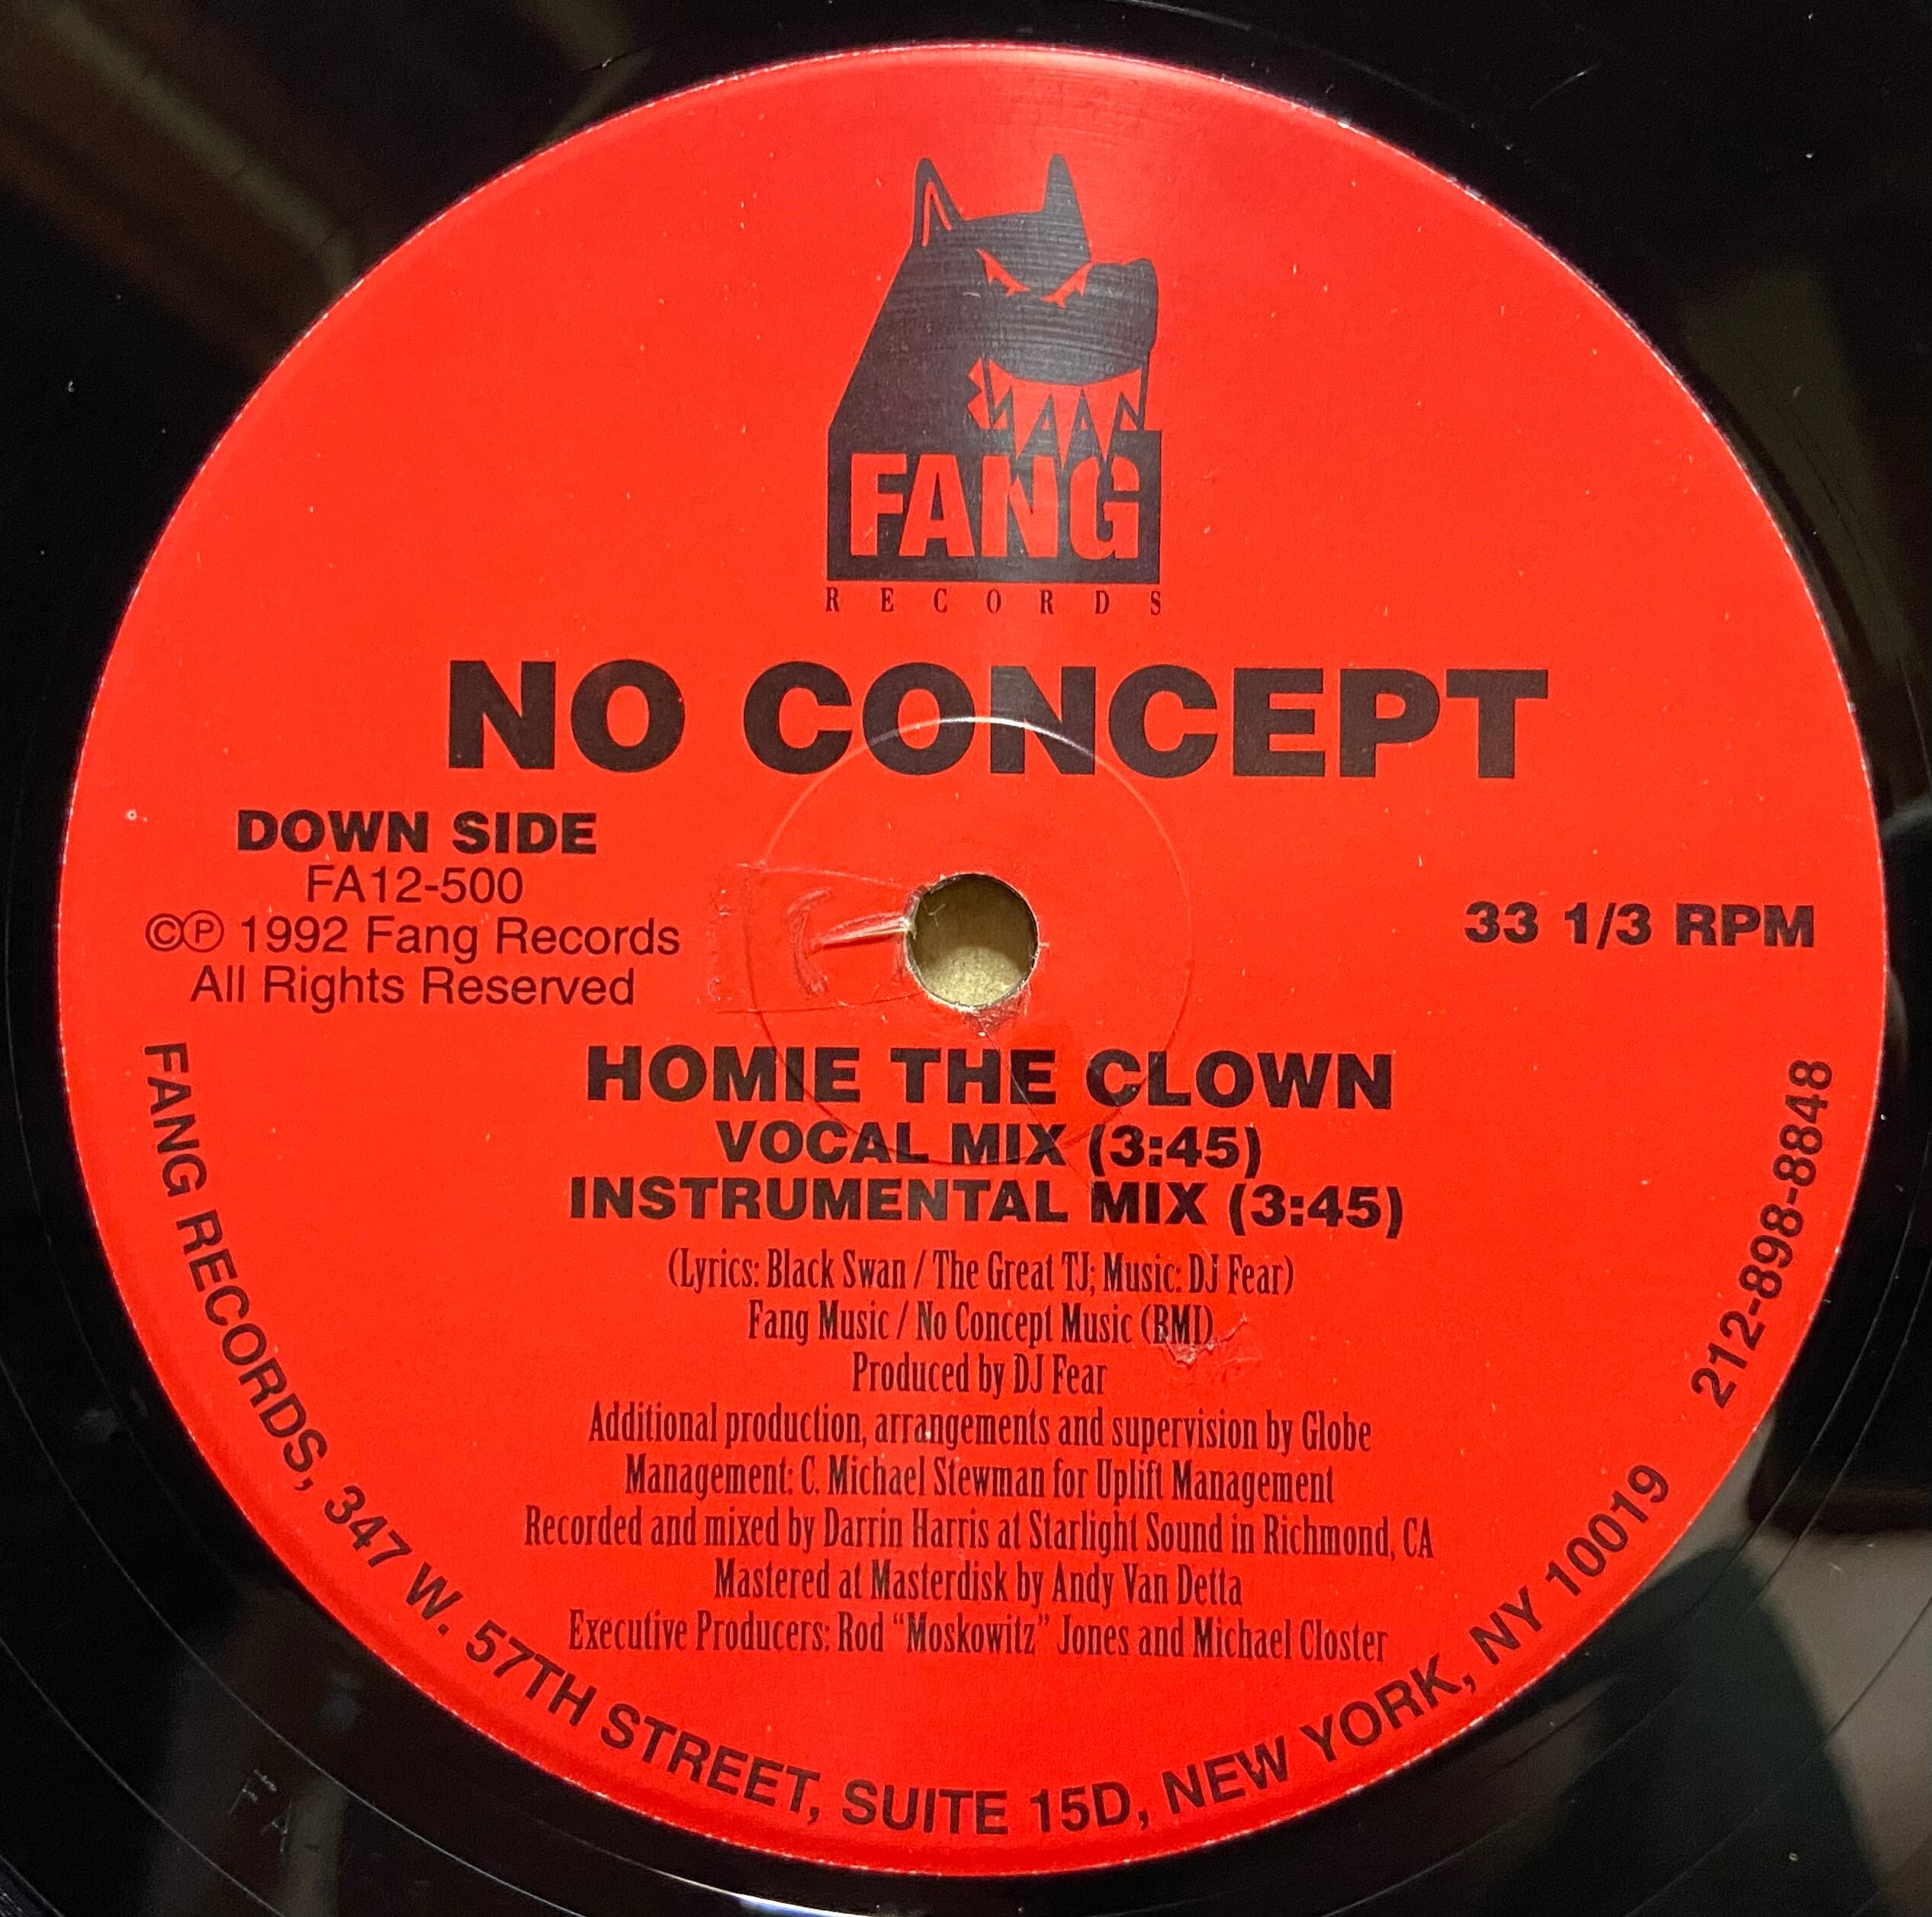 FANG
RECORDS
NO CONCEPT
DOWN SIDE
FA12-500
©℗ 1992 Fang Records
All Rights Reserved
33 1/3 RPM
HOMIE THE CLOWN
VOCAL MIX (3:45)
INSTRUMENTAL MIX (3:45)
(Lyrics: Black Swan / The Great TJ; Music: DJ Fear)
Fang Music / No Concept Music (BMI)
Produced by DJ Fear
Additional production, arrangements and supervision by Globe
Management: C. Michael Stewman for Uplift Management
Recorded and mixed by Darrin Harris at Starlight Sound in Richmond, CA
Mastered at Masterdisk by Andy Van Detta
Executive Producers: Rod “Moskowitz” Jones and Michael Closter
FANG RECORDS, 347 W. 57TH STREET, SUITE 15D, NEW YORK, NY 10019 212-898-8848